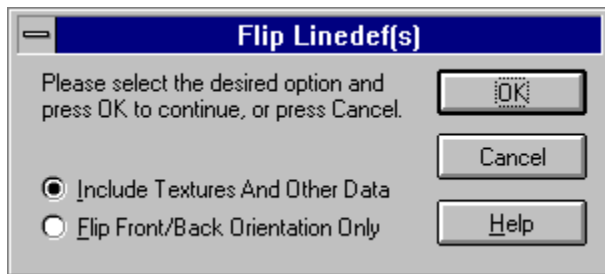 Flip Linedef(s)
Please select the desired option and
press OK to continue, or press Cancel.
Include Textures And Other Data
Flip Front/Back Orientation Only
OK
Cancel
Help